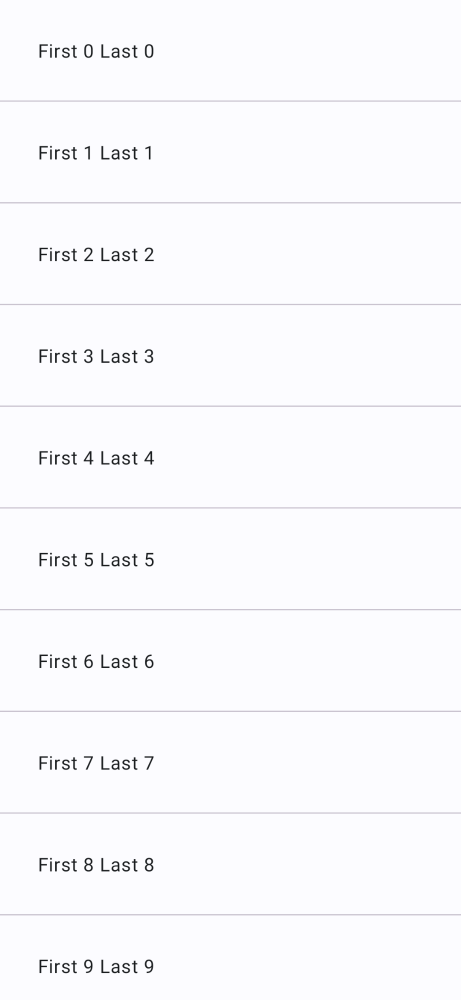 First 0 Last 0
First 1 Last 1
First 2 Last 2
First 3 Last 3
First 4 Last 4
First 5 Last 5
First 6 Last 6
First 7 Last 7
First 8 Last 8
First 9 Last 9